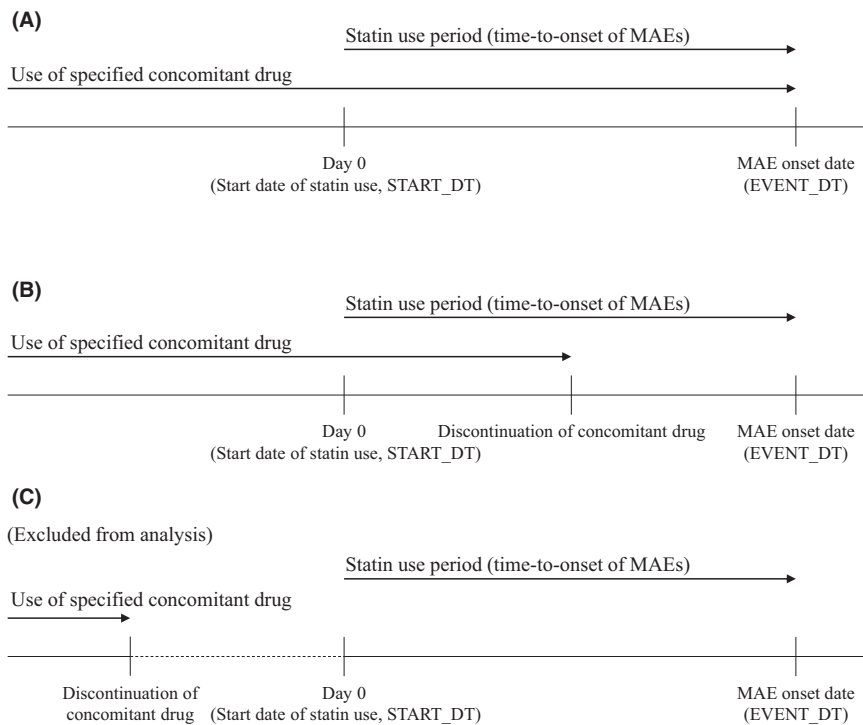 (A)
Statin use period (time-to-onset of MAEs)
Use of specified concomitant drug
Day 0
(Start date of statin use, START_DT)
MAE onset date
(EVENT_DT)
(B)
Statin use period (time-to-onset of MAEs)
Use of specified concomitant drug
Day 0
(Start date of statin use, START_DT)
Discontinuation of concomitant drug
MAE onset date
(EVENT_DT)
(C)
(Excluded from analysis)
Statin use period (time-to-onset of MAEs)
Use of specified concomitant drug
Discontinuation of
concomitant drug
Day 0
(Start date of statin use, START_DT)
MAE onset date
(EVENT_DT)